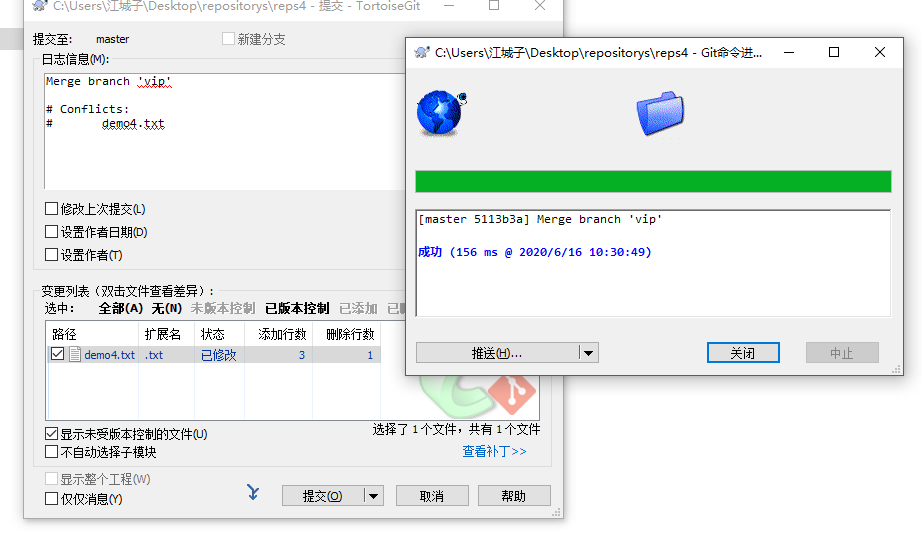 C:\Users\江城子\Desktop\repositorys\reps4 - 提交 - TortoiseGit
提交至: master 新建分支
日志信息(M):
Merge branch 'vip'
# Conflicts:
# demo4.txt
修改上次提交(L)
设置作者日期(D)
设置作者(T)
变更列表（双击文件查看差异）:
选中: 全部(A) 无(N) 未版本控制 已版本控制 已添加
路径 扩展名 状态 添加行数 删除行数
demo4.txt .txt 已修改 3 1
显示未受版本控制的文件(U)
选择了 1 个文件，共有 1 个文件
不自动选择子模块
查看补丁>>
显示整个工程(W)
仅仅消息(Y)
提交(O) 取消 帮助
C:\Users\江城子\Desktop\repositorys\reps4 - Git命令进...
[master 5113b3a] Merge branch 'vip'
成功 (156 ms @ 2020/6/16 10:30:49)
推送(H)... 关闭 中止